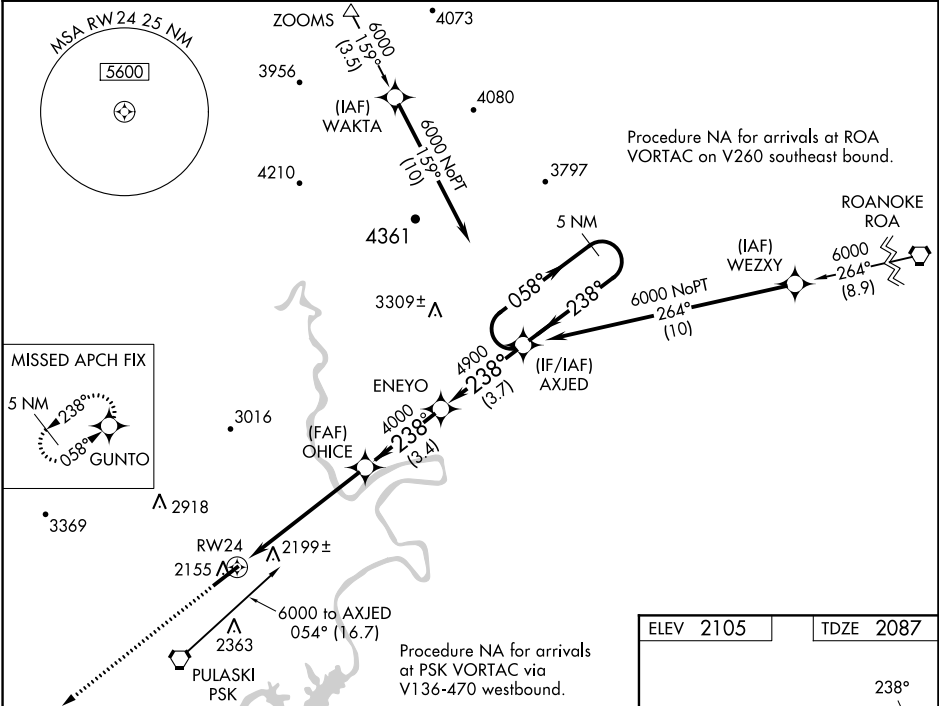 MSA RW24 25 NM
5600
ZOOMS
6000
159°
(3.5)
4073
3956
(IAF)
WAKTA
4080
6000 NoPT
159°
(10)
Procedure NA for arrivals at ROA
VORTAC on V260 southeast bound.
4210
3797
4361
5 NM
ROANOKE
ROA
(IAF)
WEZXY
6000
264°
(8.9)
058°
238°
6000 NoPT
264°
(10)
3309±
(IF/IAF)
AXJED
4900
238°
(3.7)
ENEYO
4000
238°
(3.4)
MISSED APCH FIX
5 NM
238°
058°
GUNTO
3016
(FAF)
OHICE
2918
3369
RW24
2199±
2155
6000 to AXJED
054° (16.7)
2363
PULASKI
PSK
Procedure NA for arrivals
at PSK VORTAC via
V136-470 westbound.
ELEV 2105
TDZE 2087
238°